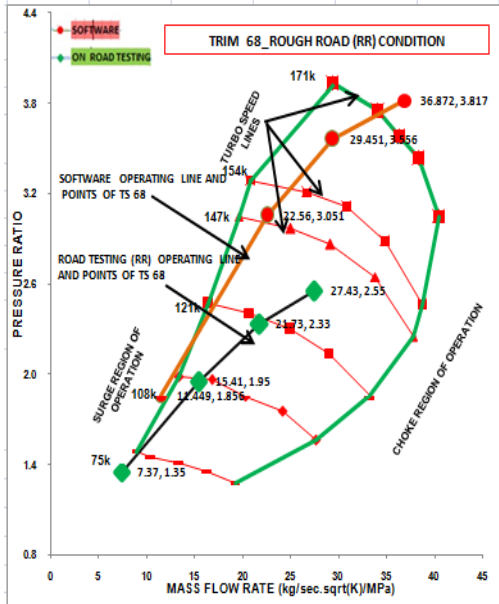 4.4
SOFTWARE
ON ROAD TESTING
TRIM 68_ROUGH ROAD (RR) CONDITION
171k
3.8
36.872, 3.817
TURBO SPEED
LINES
29.451, 3.556
154k
SOFTWARE OPERATING LINE AND
POINTS OF TS 68
3.2
22.56, 3.051
147k
ROAD TESTING (RR) OPERATING LINE
AND POINTS OF TS 68
PRESSURE RATIO
2.6
27.43, 2.55
121k
21.73, 2.33
SURGE REGION OF
OPERATION
CHOKE REGION OF OPERATION
2.0
15.41, 1.95
11.449, 1.856
108k
75k
1.4
7.37, 1.35
0.8
0
5
10
15
20
25
30
35
40
45
MASS FLOW RATE (kg/sec.sqrt(K)/MPa)